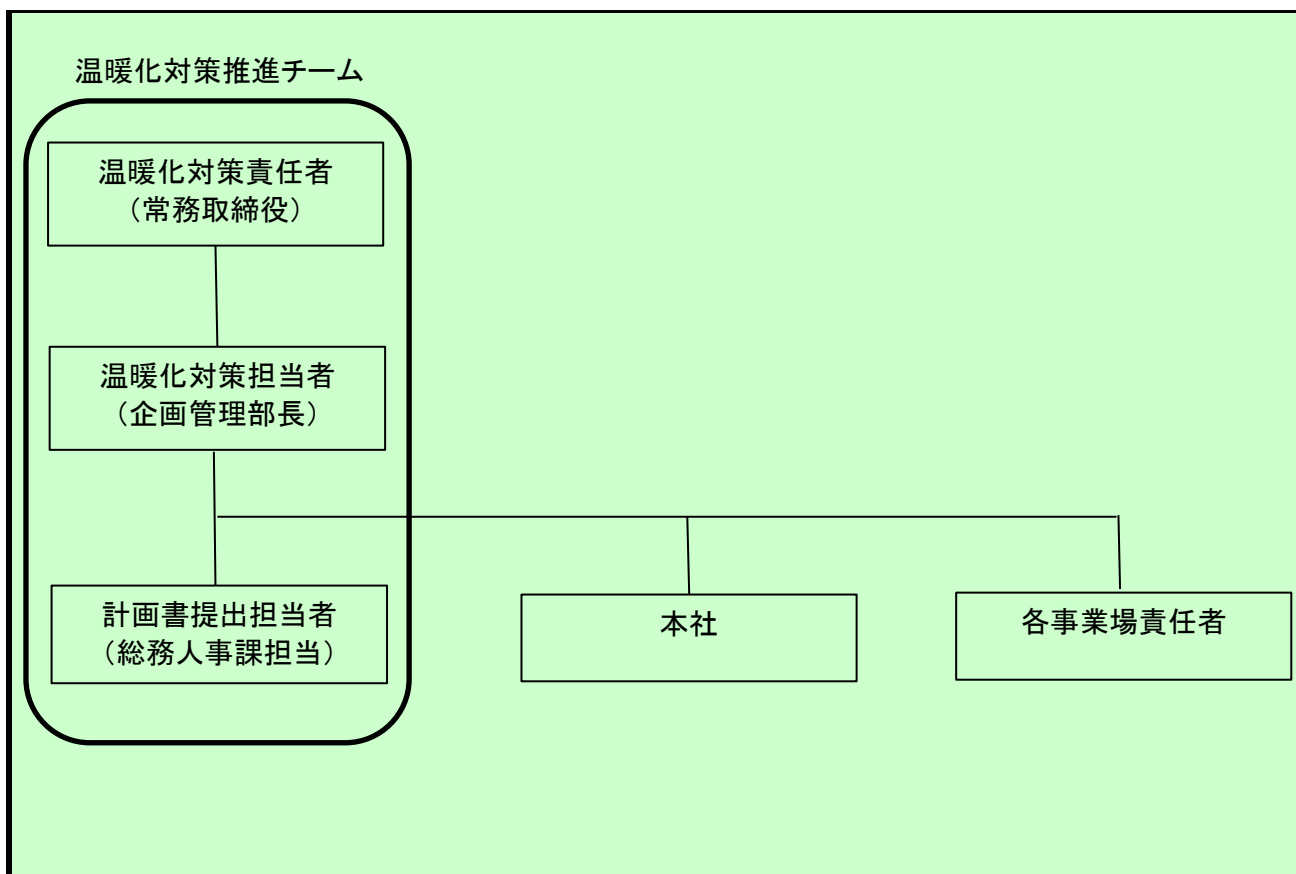 温暖化対策推進チーム
温暖化対策責任者
（常務取締役）
温暖化対策担当者
（企画管理部長）
計画書提出担当者
（総務人事課担当）
本社
各事業場責任者